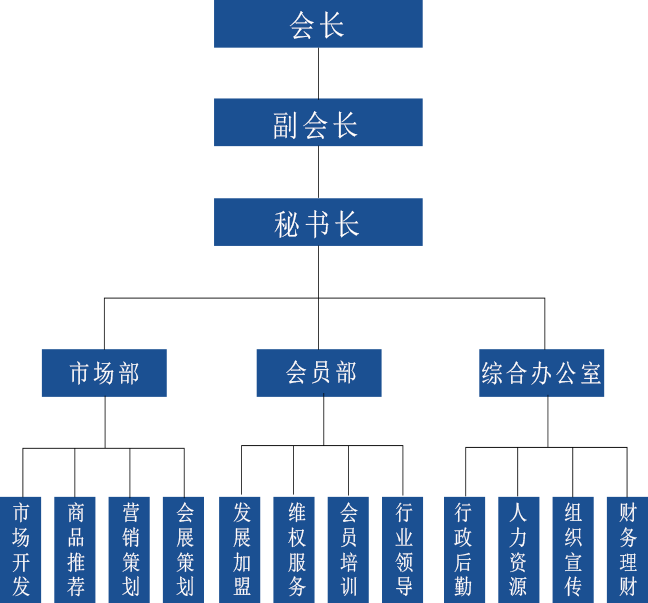 会长
副会长
秘书长
市场部
会员部
综合办公室
市场开发
商品推荐
营销策划
会展策划
发展加盟
维权服务
会员培训
行业领导
行政后勤
人力资源
组织宣传
财务理财